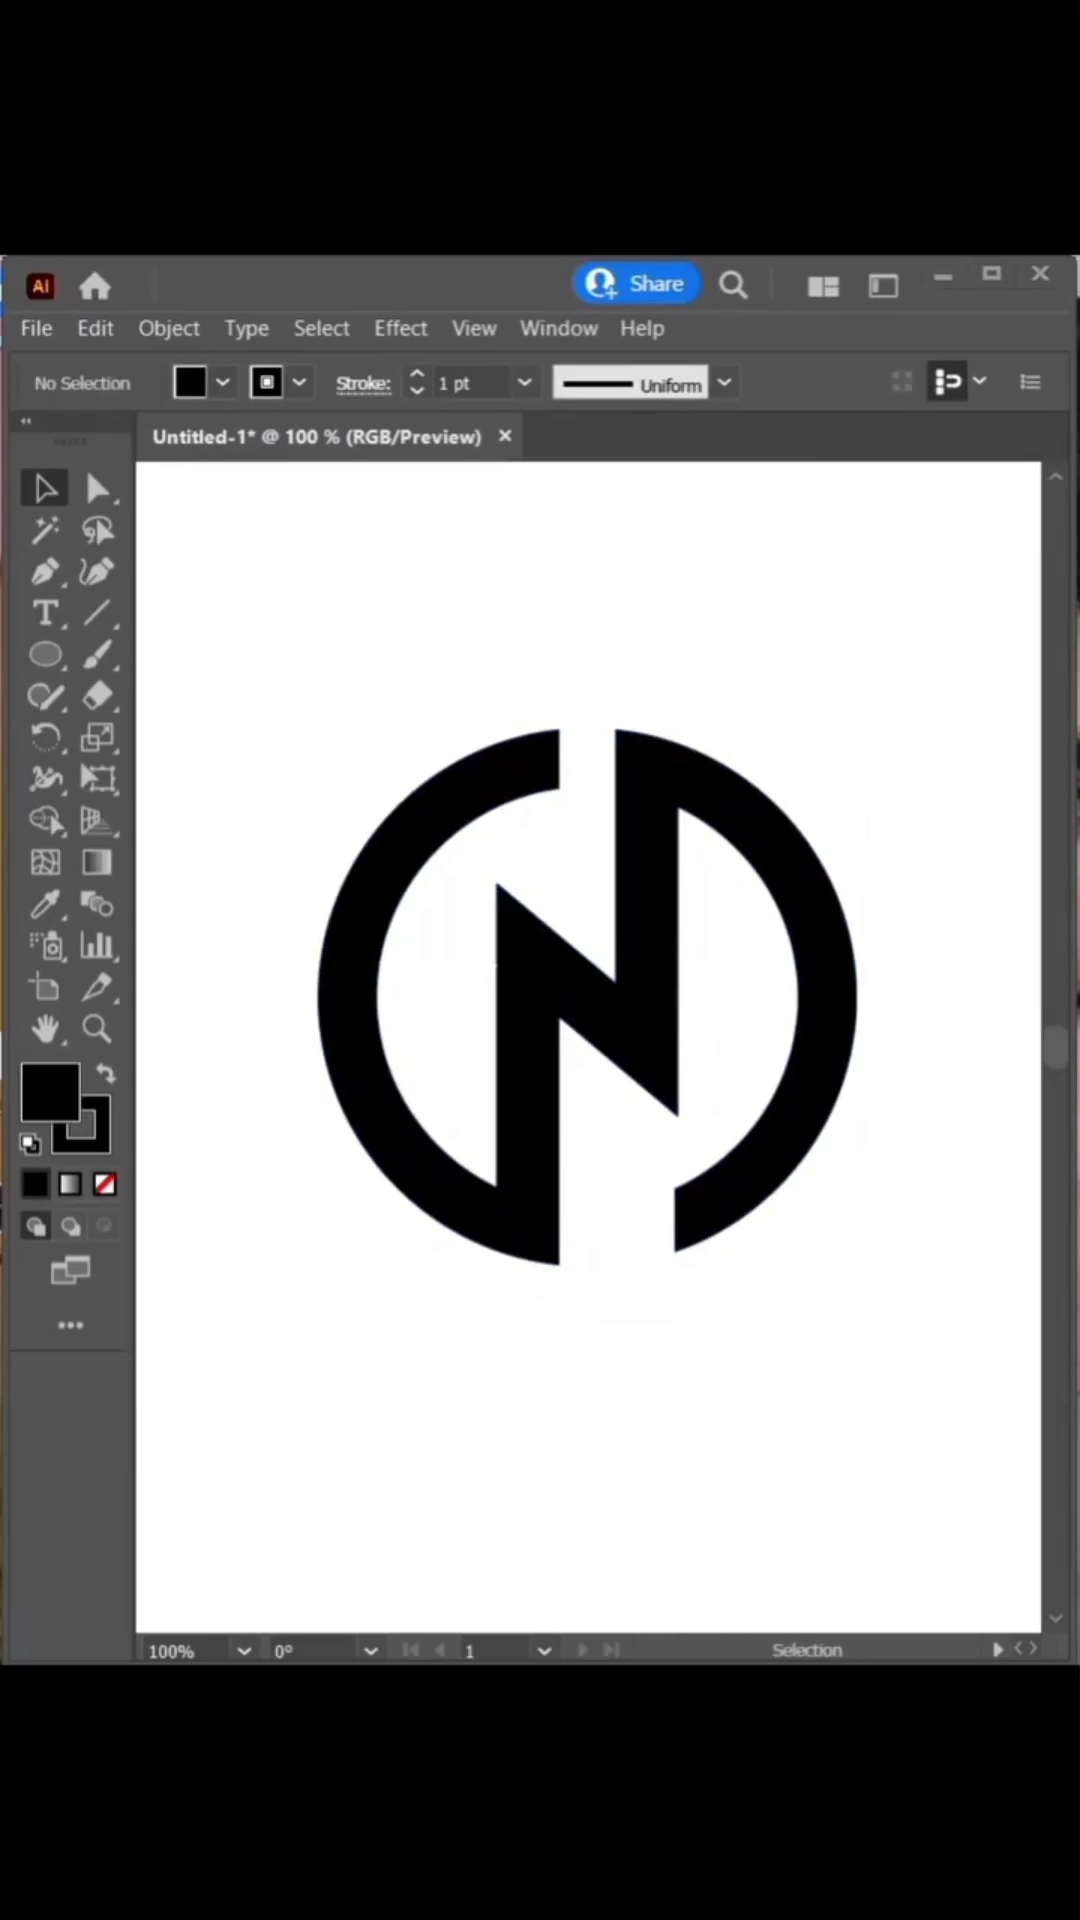 Ai Share
File Edit Object Type Select Effect View Window Help
No Selection Stroke: 1 pt Uniform
Untitled-1* @ 100 % (RGB/Preview) ×
T
N
100% 0° 1 Selection